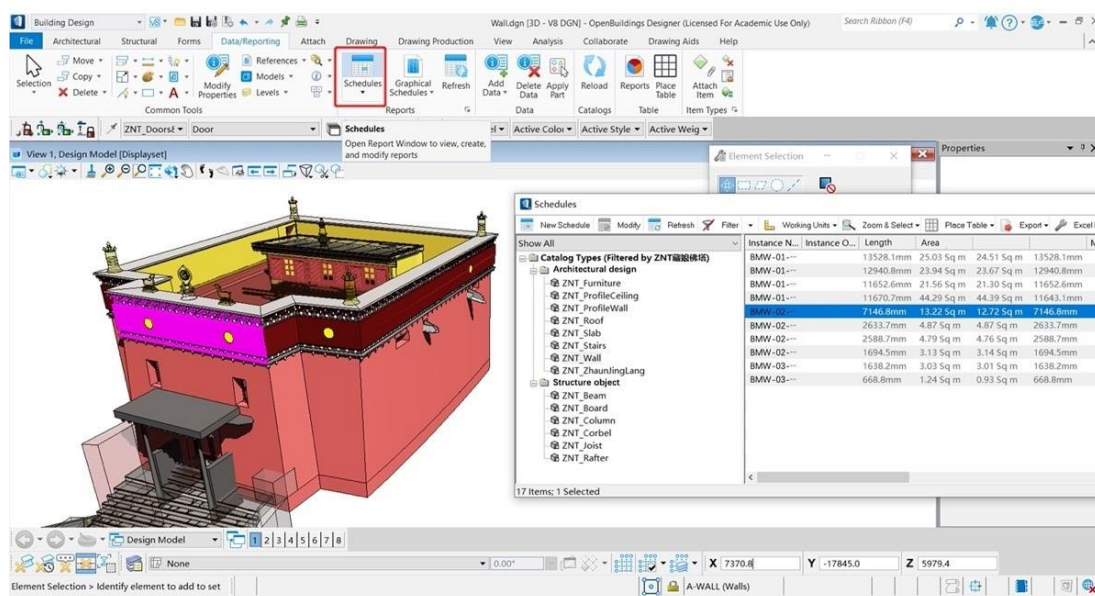 Building Design
Wall.dgn [3D - V8 DGN] - OpenBuildings Designer (Licensed For Academic Use Only)
Search Ribbon (F4)
File Architectural Structural Forms Data/Reporting Attach Drawing Drawing Production View Analysis Collaborate Drawing Aids Help
Move
References
Copy
Models
Selection
Delete
Modify Properties
Levels
Schedules
Graphical Schedules
Refresh
Add Data
Delete Data
Apply Part
Reload
Reports
Place Table
Attach Item
Common Tools Reports Data Catalogs Table Item Types
Door
Active Style
Active Weig
Schedules
Open Report Window to view, create,
and modify reports
View 1, Design Model [Displayset]
Element Selection
Properties
Schedules
New Schedule Modify Refresh Filter Working Units Zoom & Select Place Table Export Excel
Show All
Instance N... Instance O... Length Area
Catalog Types (Filtered by ZNT藏娘佛塔)
Architectural design
ZNT_Furniture
ZNT_ProfileCeiling
ZNT_ProfileWall
ZNT_Roof
ZNT_Slab
ZNT_Stairs
ZNT_Wall
ZNT_ZhaunJingLang
Structure object
ZNT_Beam
ZNT_Board
ZNT_Column
ZNT_Corbel
ZNT_Joist
ZNT_Rafter
BMW-01-... 13528.1mm 25.03 Sq m 24.51 Sq m 13528.1mm
BMW-01-... 12940.8mm 23.94 Sq m 23.67 Sq m 12940.8mm
BMW-01-... 11652.6mm 21.56 Sq m 21.30 Sq m 11652.6mm
BMW-01-... 11670.7mm 44.29 Sq m 44.39 Sq m 11643.1mm
BMW-02-... 7146.8mm 13.22 Sq m 12.72 Sq m 7146.8mm
BMW-02-... 2633.7mm 4.87 Sq m 4.87 Sq m 2633.7mm
BMW-02-... 2588.7mm 4.79 Sq m 4.76 Sq m 2588.7mm
BMW-02-... 1694.5mm 3.13 Sq m 3.14 Sq m 1694.5mm
BMW-03-... 1638.2mm 3.03 Sq m 3.01 Sq m 1638.2mm
BMW-03-... 668.8mm 1.24 Sq m 0.93 Sq m 668.8mm
17 Items; 1 Selected
Design Model 1 2 3 4 5 6 7 8
None 0.00° X 7370.8 Y -17845.0 Z 5979.4
Element Selection > Identify element to add to set
A-WALL (Walls)